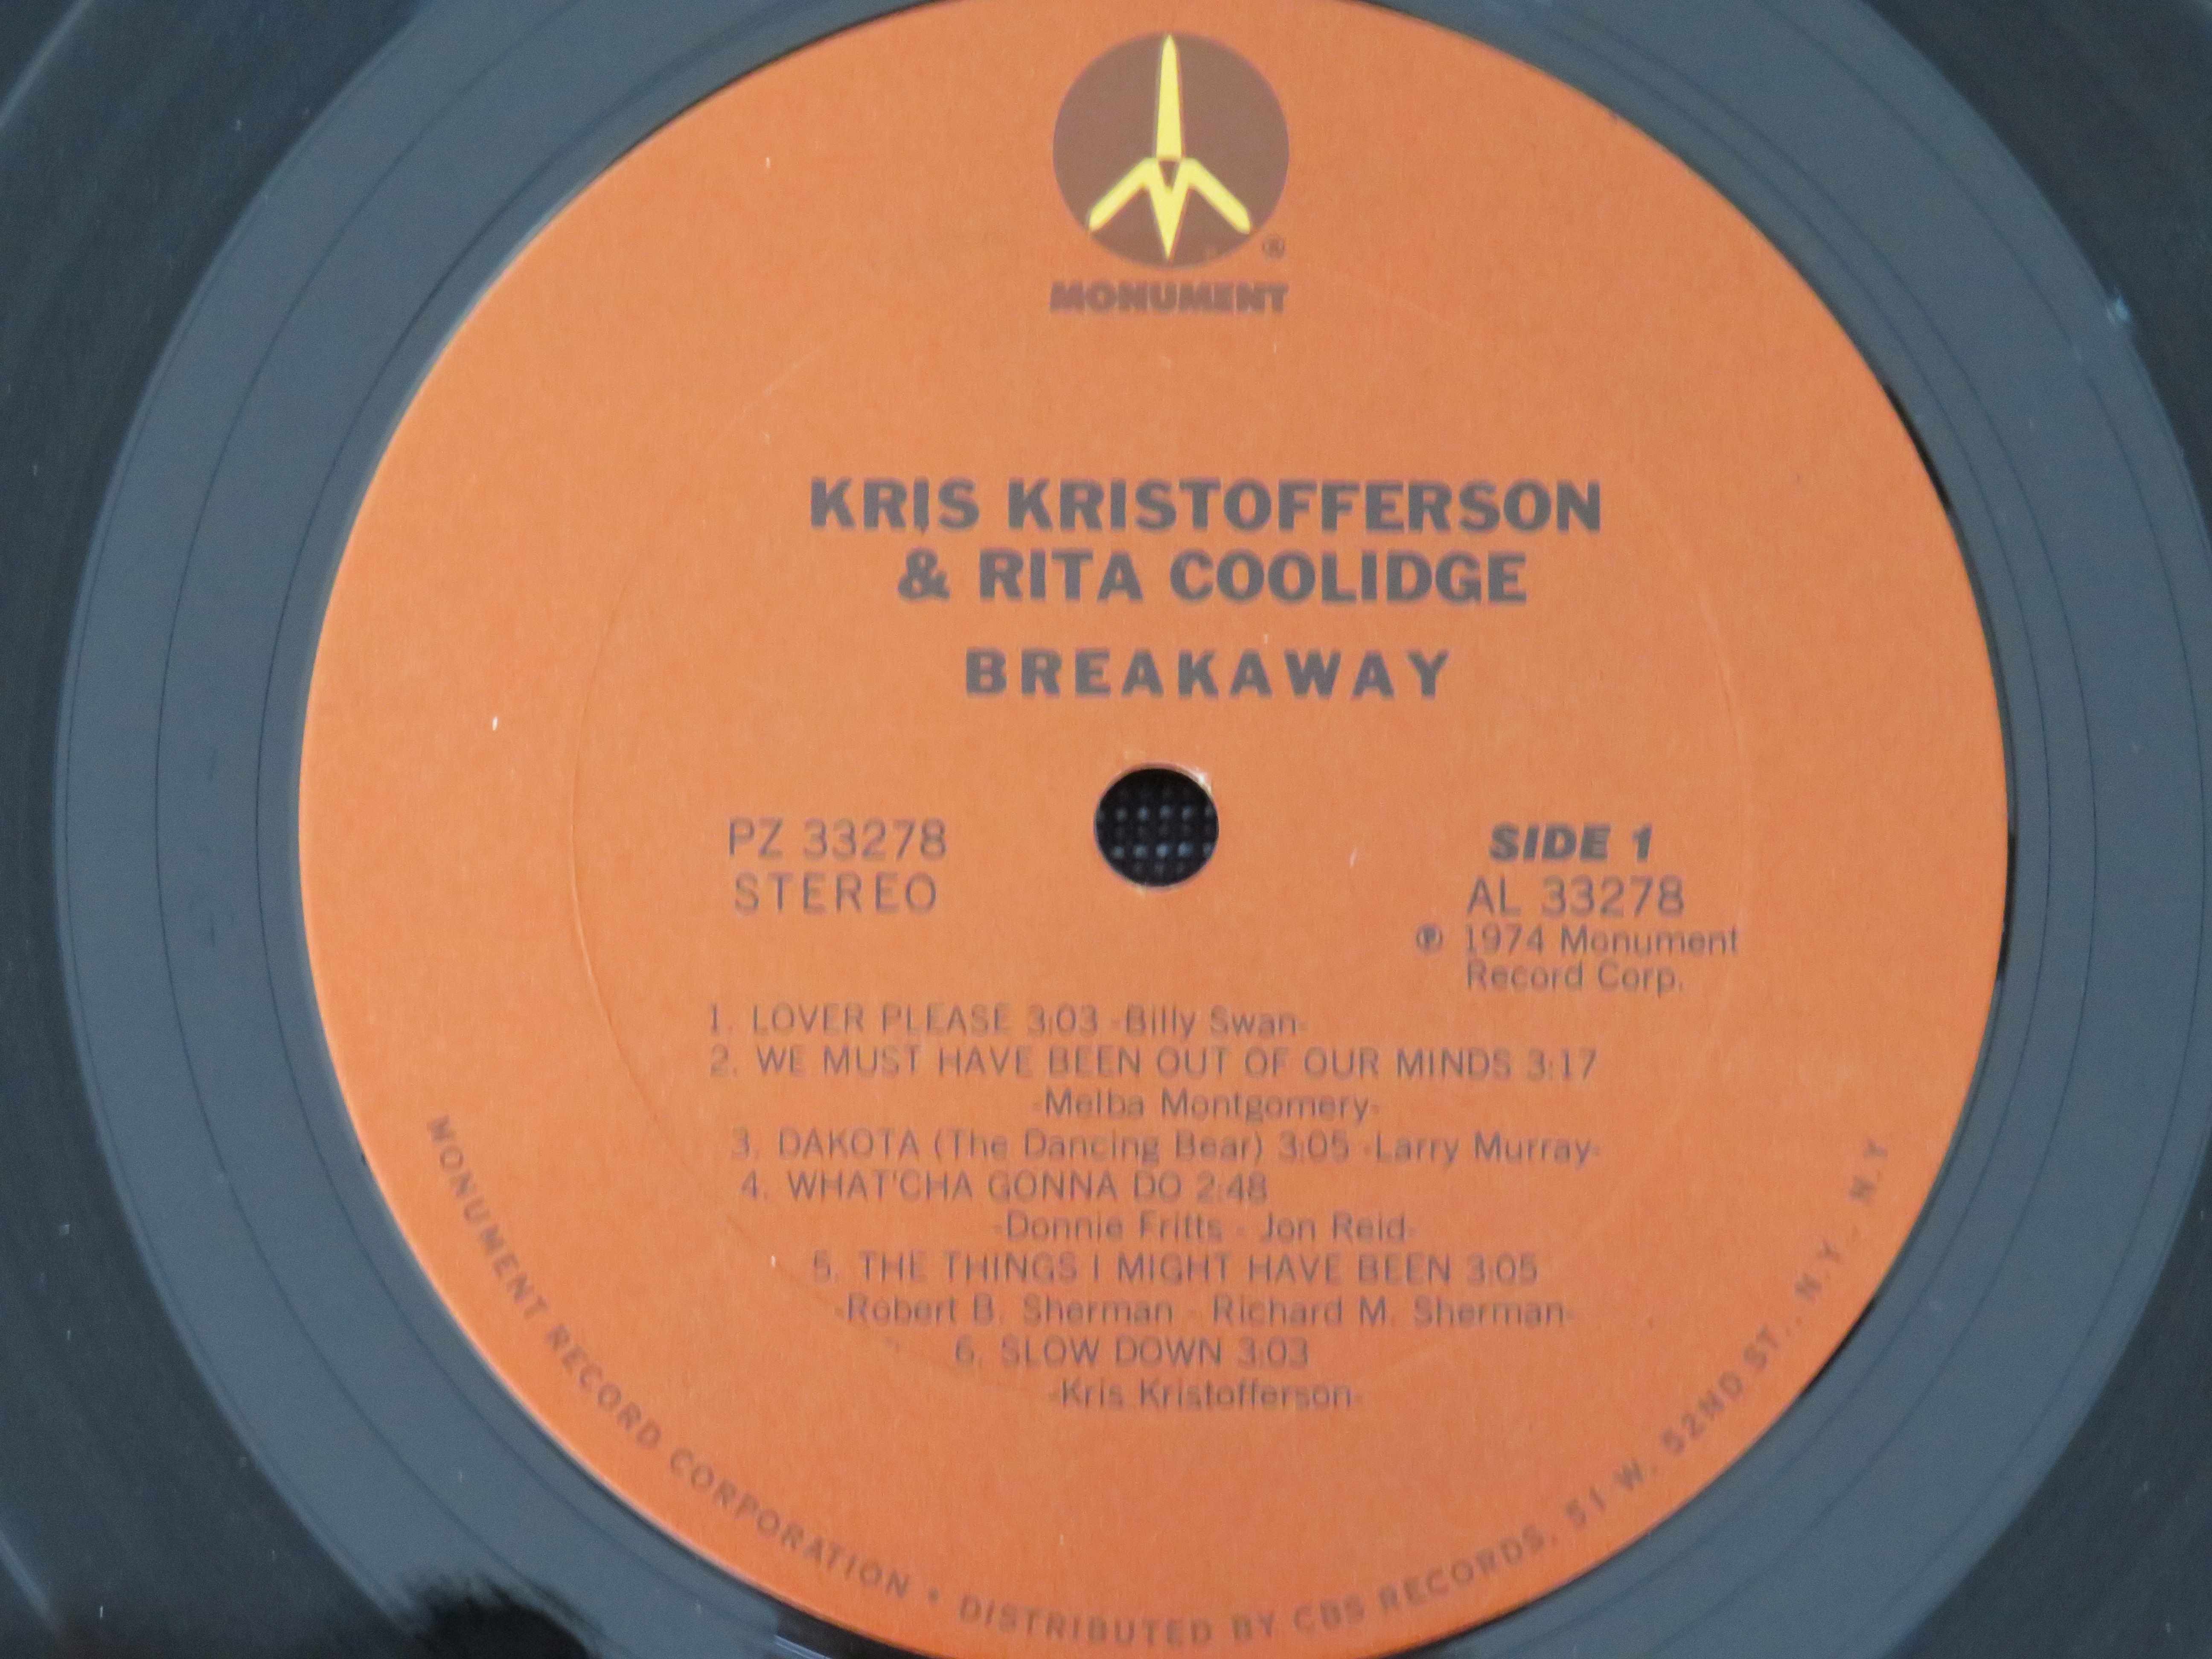 ®
MONUMENT
KRIS KRISTOFFERSON
& RITA COOLIDGE
BREAKAWAY
PZ 33278
STEREO
SIDE 1
AL 33278
℗ 1974 Monument
Record Corp.
1. LOVER PLEASE 3:03 -Billy Swan-
2. WE MUST HAVE BEEN OUT OF OUR MINDS 3:17
-Melba Montgomery-
3. DAKOTA (The Dancing Bear) 3:05 -Larry Murray-
4. WHAT'CHA GONNA DO 2:48
-Donnie Fritts - Jon Reid-
5. THE THINGS I MIGHT HAVE BEEN 3:05
-Robert B. Sherman - Richard M. Sherman-
6. SLOW DOWN 3:03
-Kris Kristofferson-
MONUMENT RECORD CORPORATION • DISTRIBUTED BY CBS RECORDS, 51 W. 52ND ST., N.Y., N.Y.